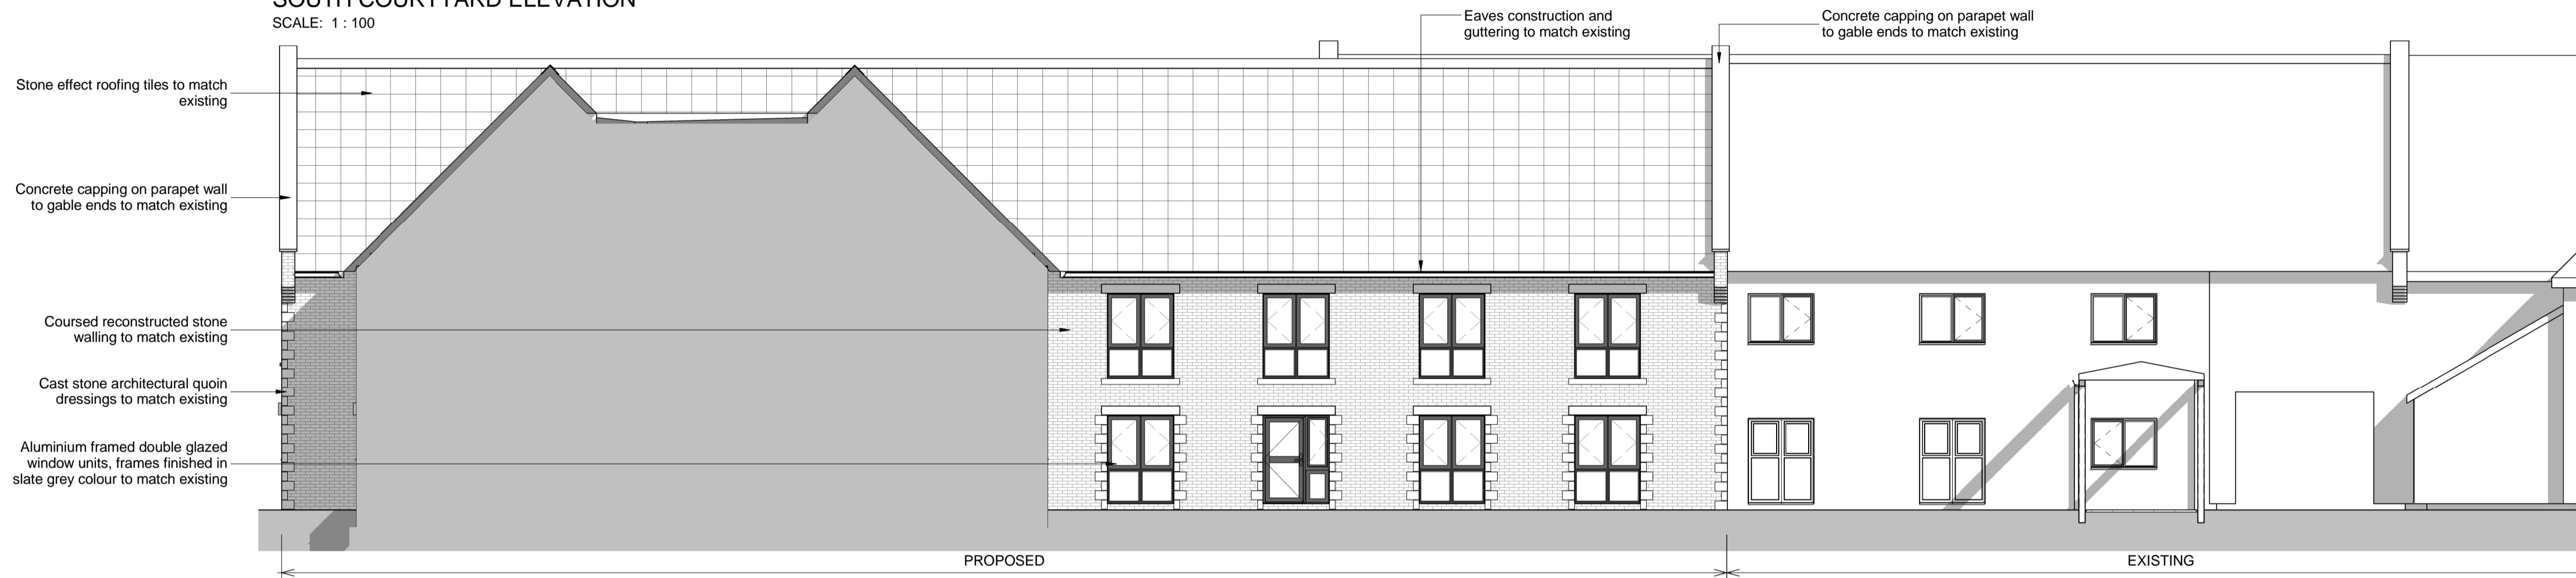 SOUTH COURTYARD ELEVATION
SCALE: 1 : 100
Eaves construction and
guttering to match existing
Concrete capping on parapet wall
to gable ends to match existing
Stone effect roofing tiles to match
existing
Concrete capping on parapet wall
to gable ends to match existing
Coursed reconstructed stone
walling to match existing
Cast stone architectural quoin
dressings to match existing
Aluminium framed double glazed
window units, frames finished in
slate grey colour to match existing
PROPOSED
EXISTING